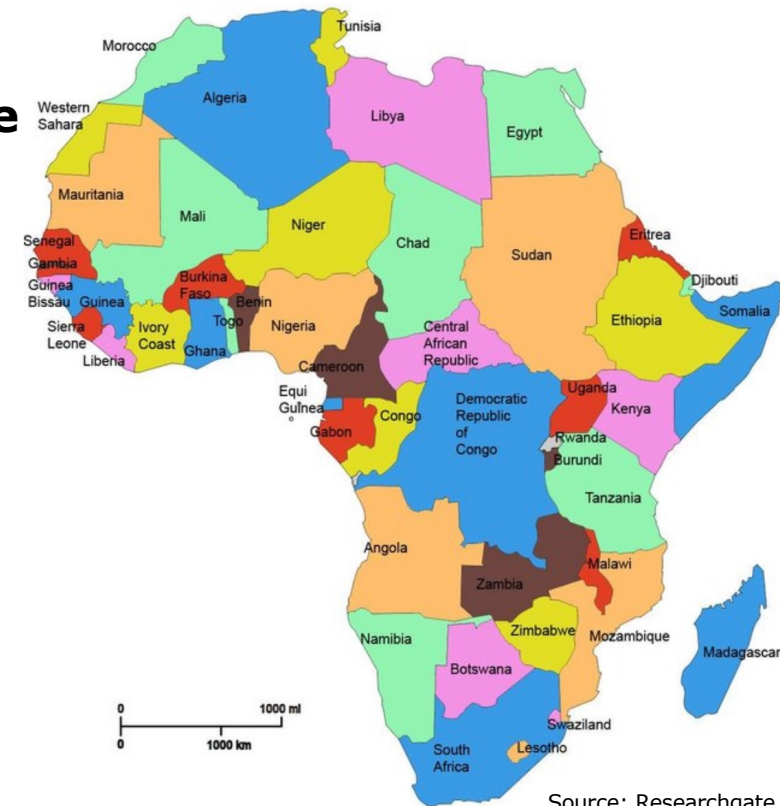 Tunisia
Morocco
Algeria
e
Western
Sahara
Libya
Egypt
Mauritania
Mali
Niger
Chad
Sudan
Eritrea
Senegal
Gambia
Guinea
Bissau
Guinea
Burkina
Faso
Djibouti
Benin
Togo
Nigeria
Somalia
Ethiopia
Sierra
Leone
Ivory
Coast
Ghana
Liberia
Central
African
Republic
Cameroon
Equi
Guinea
Congo
Gabon
Democratic
Republic
of
Congo
Uganda
Kenya
Rwanda
Burundi
Tanzania
Angola
Malawi
Zambia
Namibia
Zimbabwe
Mozambique
Botswana
Madagascar
0
1000 ml
0
1000 km
Swaziland
South
Africa
Lesotho
Source: Researchgate